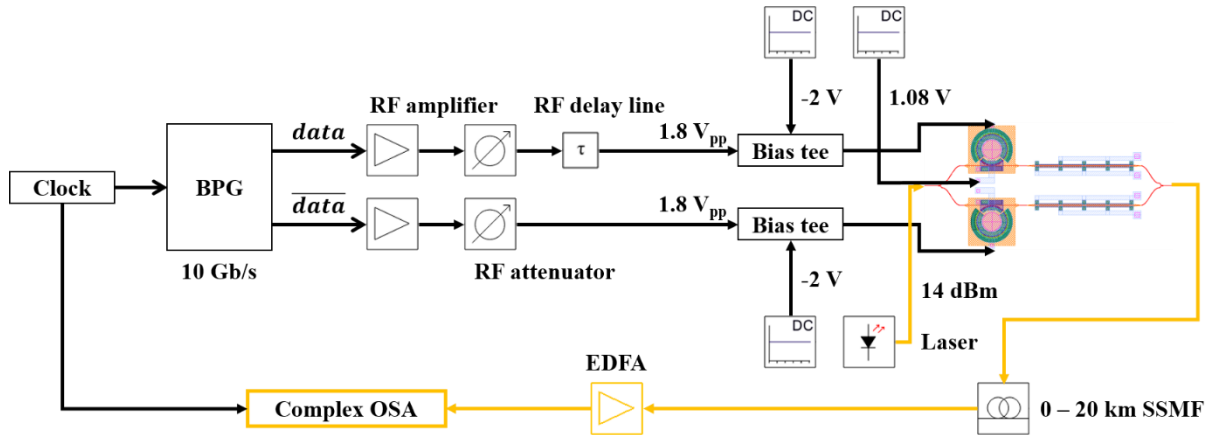 DC
DC
-2 V
1.08 V
RF amplifier
RF delay line
data
τ
1.8 Vpp
Bias tee
Clock
BPG
data
1.8 Vpp
Bias tee
10 Gb/s
RF attenuator
-2 V
14 dBm
DC
Laser
EDFA
Complex OSA
0 – 20 km SSMF